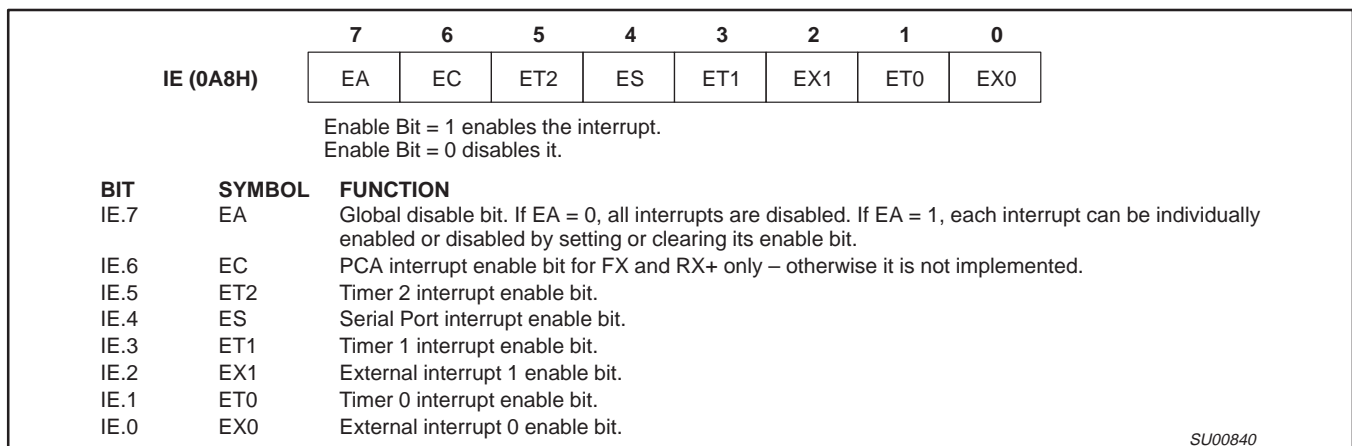 7 6 5 4 3 2 1 0
IE (0A8H) EA EC ET2 ES ET1 EX1 ET0 EX0
Enable Bit = 1 enables the interrupt.
Enable Bit = 0 disables it.
BIT SYMBOL FUNCTION
IE.7 EA Global disable bit. If EA = 0, all interrupts are disabled. If EA = 1, each interrupt can be individually
enabled or disabled by setting or clearing its enable bit.
IE.6 EC PCA interrupt enable bit for FX and RX+ only – otherwise it is not implemented.
IE.5 ET2 Timer 2 interrupt enable bit.
IE.4 ES Serial Port interrupt enable bit.
IE.3 ET1 Timer 1 interrupt enable bit.
IE.2 EX1 External interrupt 1 enable bit.
IE.1 ET0 Timer 0 interrupt enable bit.
IE.0 EX0 External interrupt 0 enable bit.
SU00840